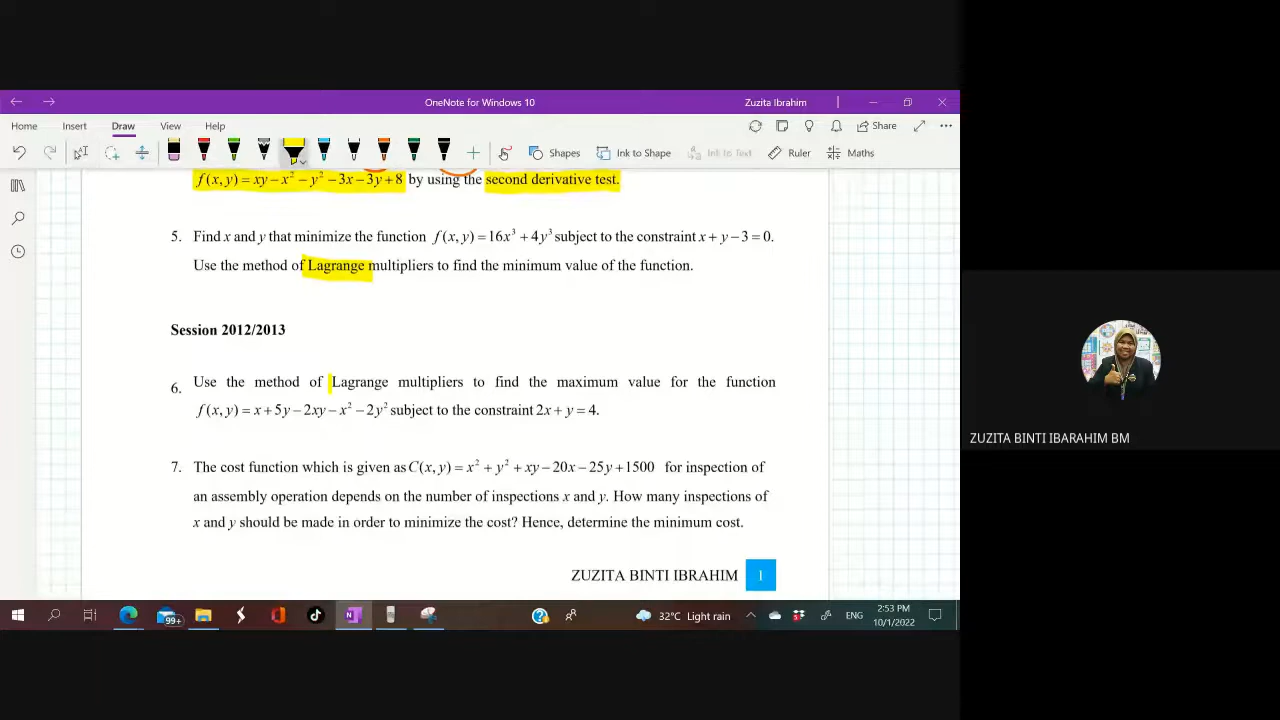 OneNote for Windows 10
Zuzita Ibrahim
Home Insert Draw View Help
Share
Shapes Ink to Shape Ink to Text Ruler Maths
f(x, y) = xy − x² − y² − 3x − 3y + 8 by using the second derivative test.
5. Find x and y that minimize the function f(x, y) = 16x³ + 4y³ subject to the constraint x + y − 3 = 0.
Use the method of Lagrange multipliers to find the minimum value of the function.
Session 2012/2013
6. Use the method of Lagrange multipliers to find the maximum value for the function
f(x, y) = x + 5y − 2xy − x² − 2y² subject to the constraint 2x + y = 4.
7. The cost function which is given as C(x, y) = x² + y² + xy − 20x − 25y + 1500 for inspection of
an assembly operation depends on the number of inspections x and y. How many inspections of
x and y should be made in order to minimize the cost? Hence, determine the minimum cost.
ZUZITA BINTI IBRAHIM 1
ZUZITA BINTI IBARAHIM BM
99+
32°C Light rain
ENG
2:53 PM
10/1/2022